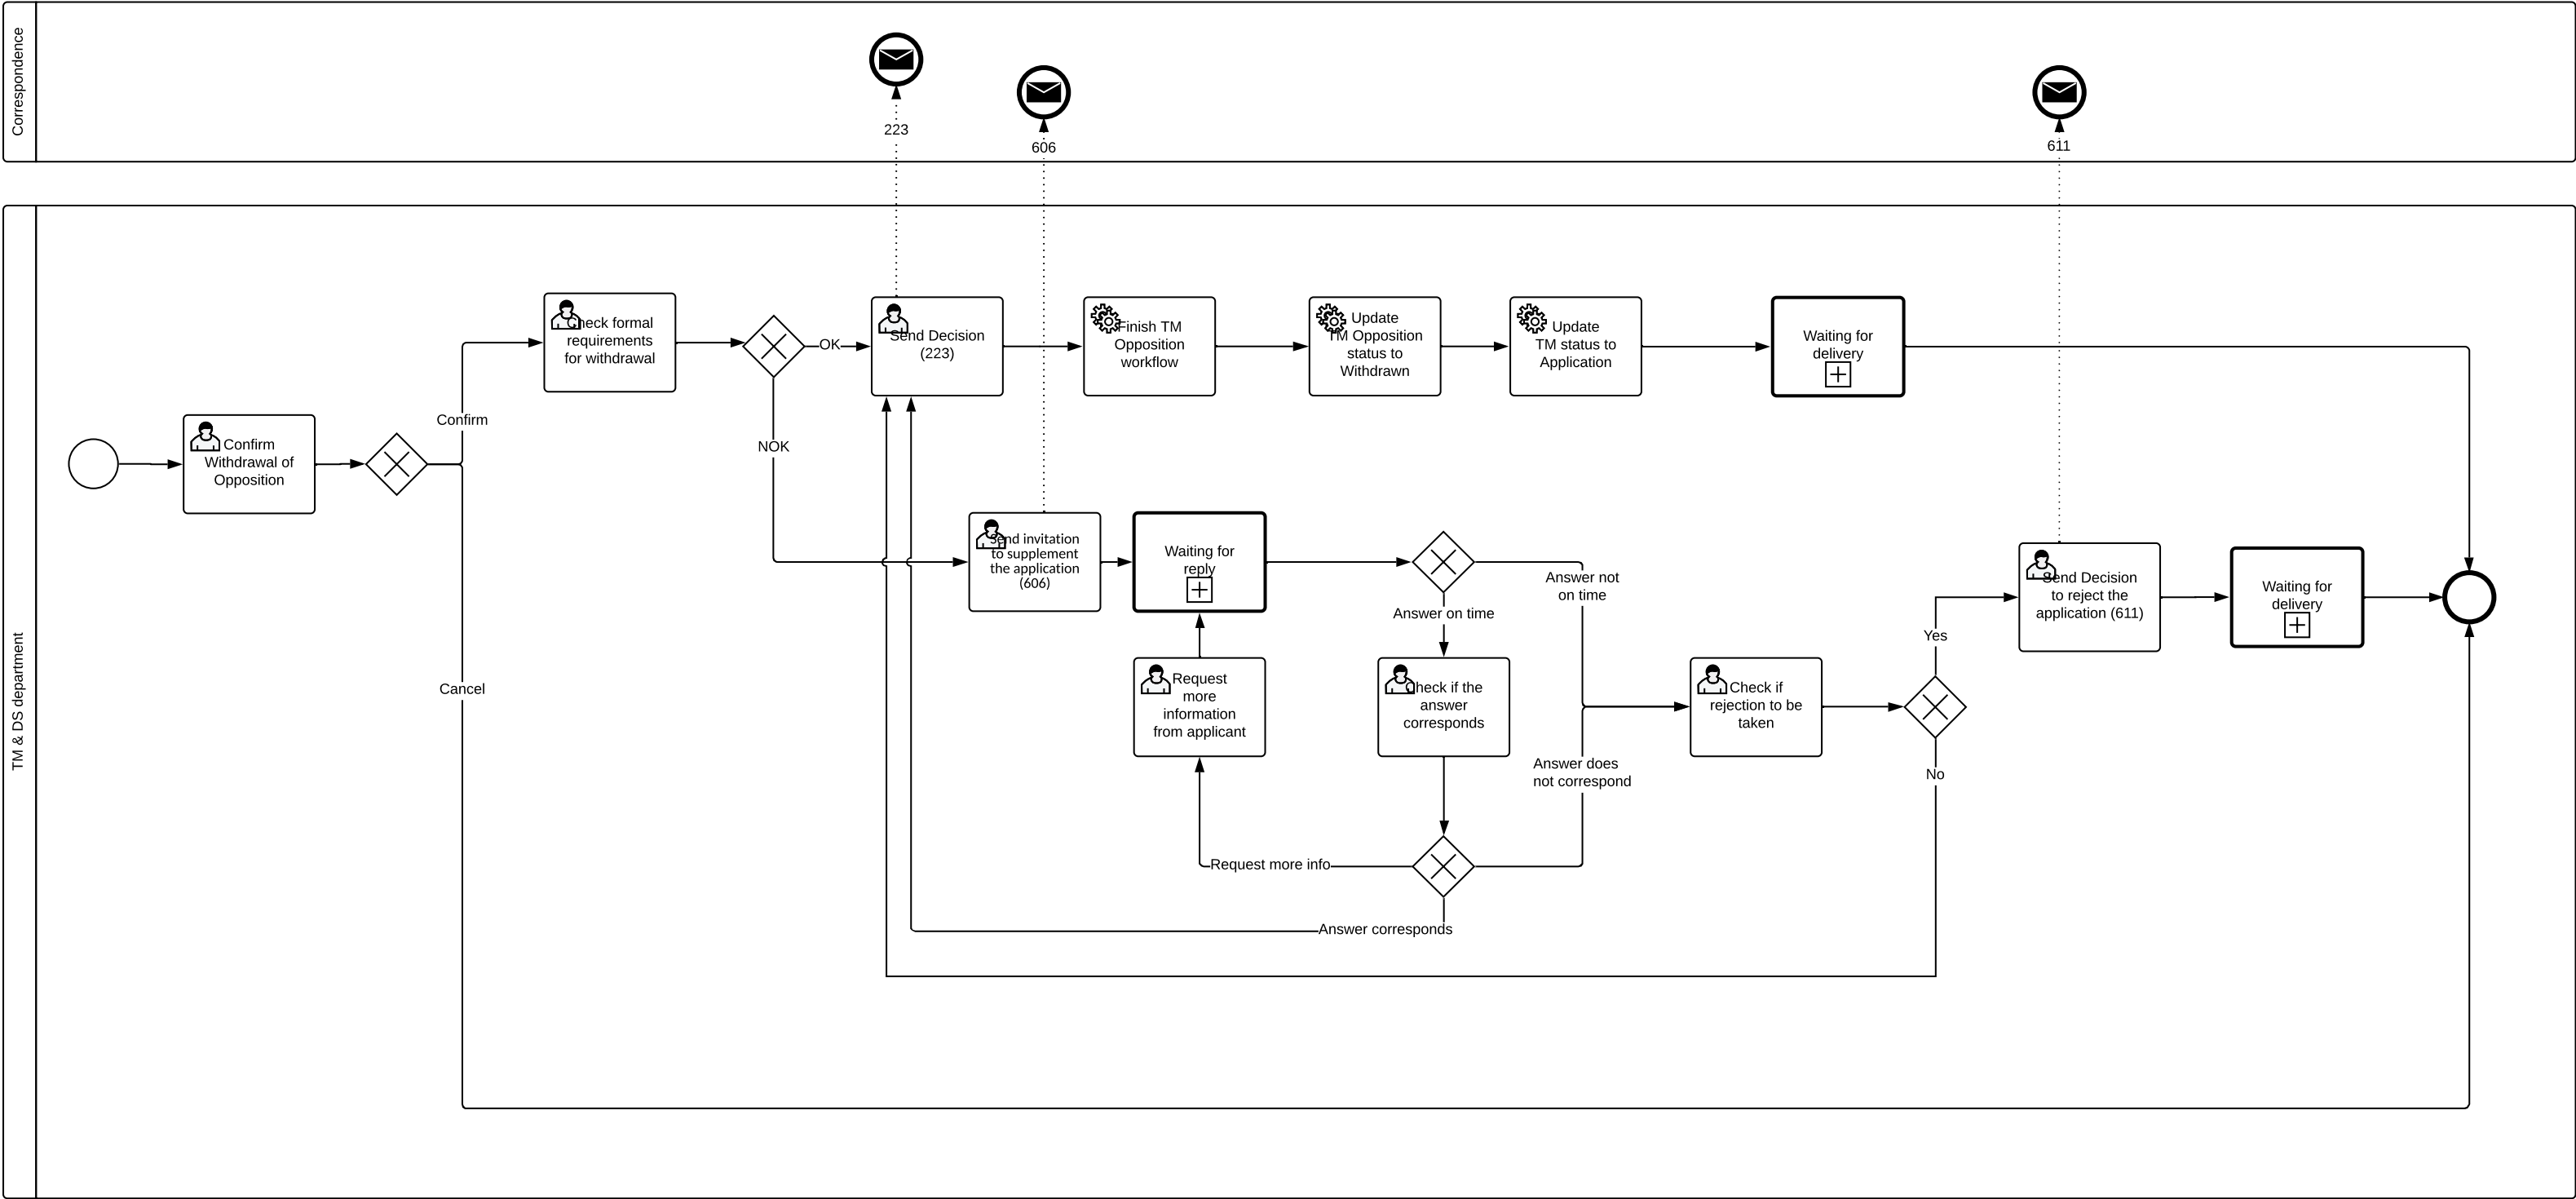 Correspondence
223
606
611
TM & DS department
Confirm
Withdrawal of
Opposition
Confirm
Cancel
Check formal
requirements
for withdrawal
OK
NOK
Send Decision
(223)
Finish TM
Opposition
workflow
Update
TM Opposition
status to
Withdrawn
Update
TM status to
Application
Waiting for
delivery
Send invitation
to supplement
the application
(606)
Waiting for
reply
Answer not
on time
Answer on time
Request
more
information
from applicant
Check if the
answer
corresponds
Answer does
not correspond
Request more info
Answer corresponds
Check if
rejection to be
taken
Yes
No
Send Decision
to reject the
application (611)
Waiting for
delivery